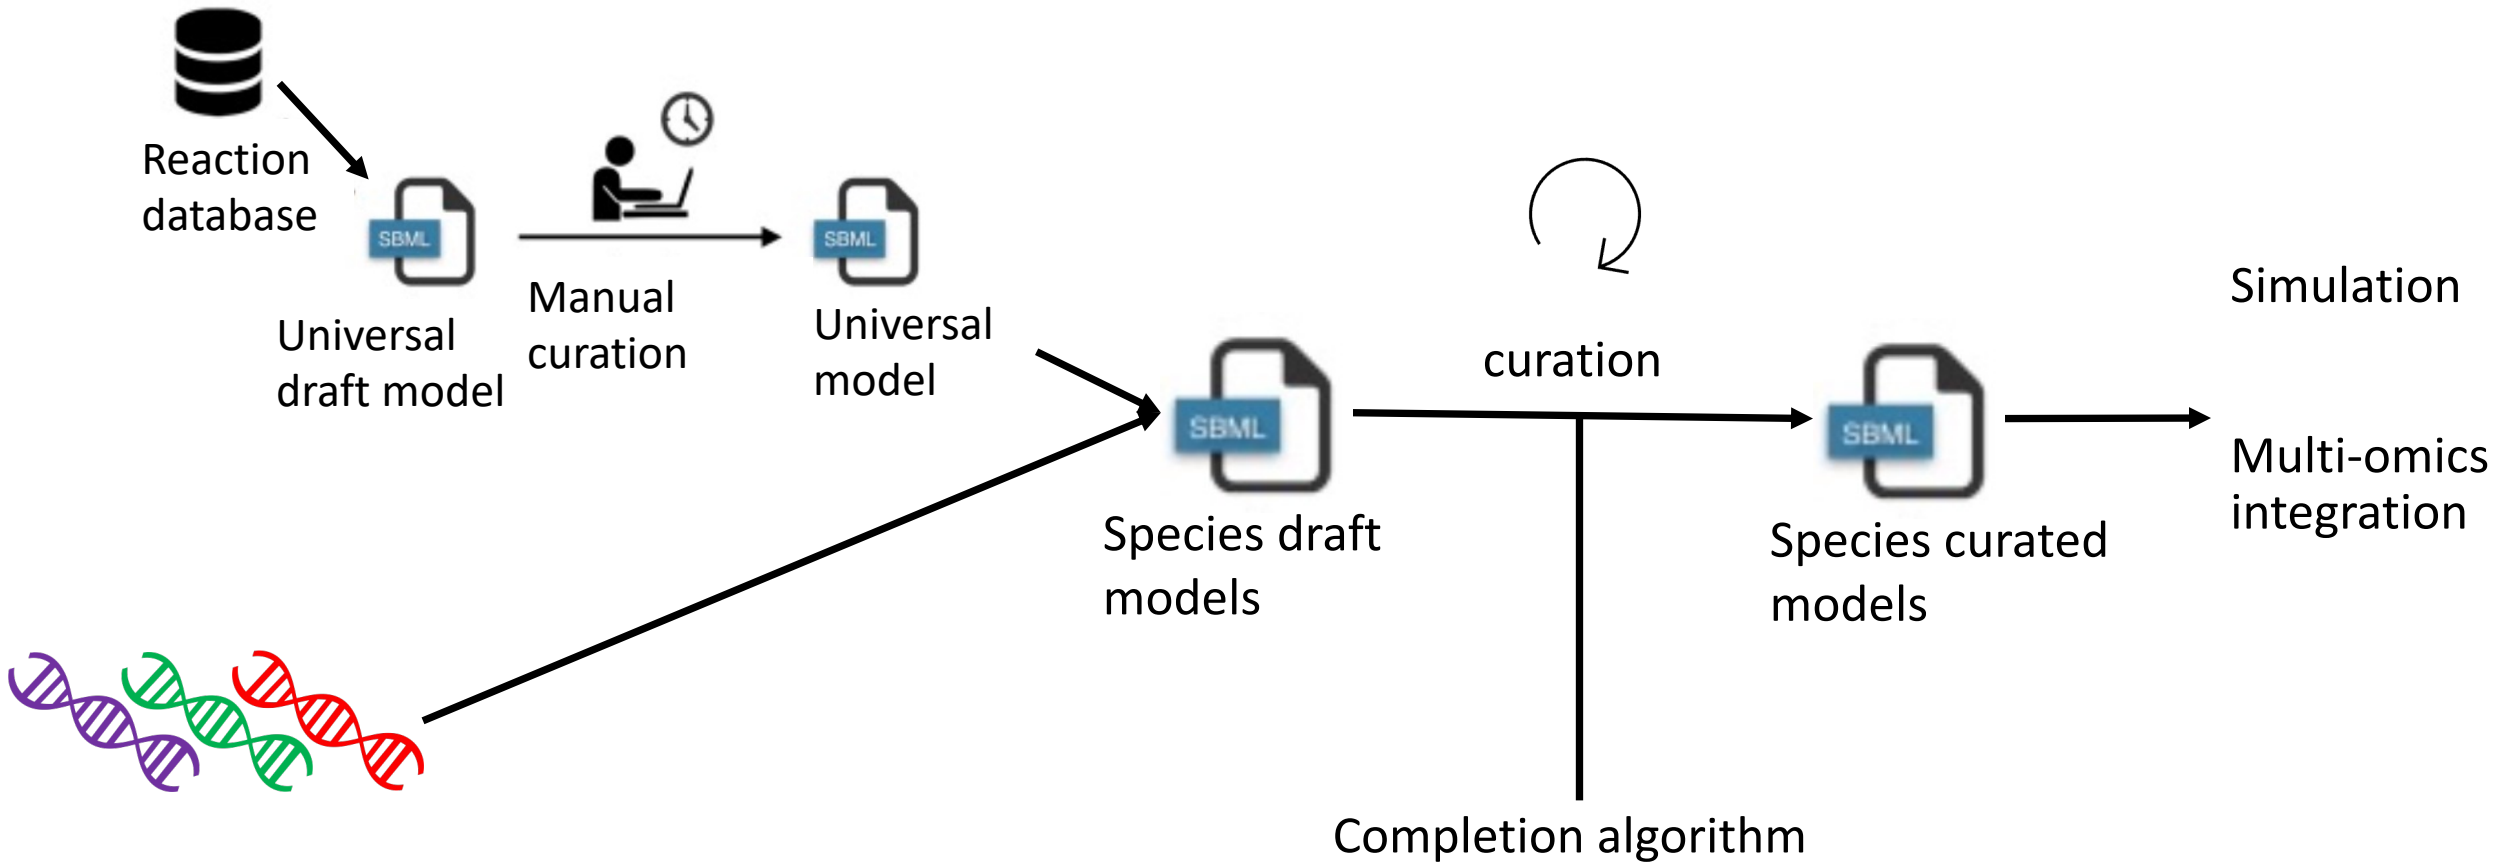 Reaction
database
SBML
Universal
draft model
Manual
curation
SBML
Universal
model
SBML
Species draft
models
curation
Completion algorithm
SBML
Species curated
models
Simulation
Multi-omics
integration